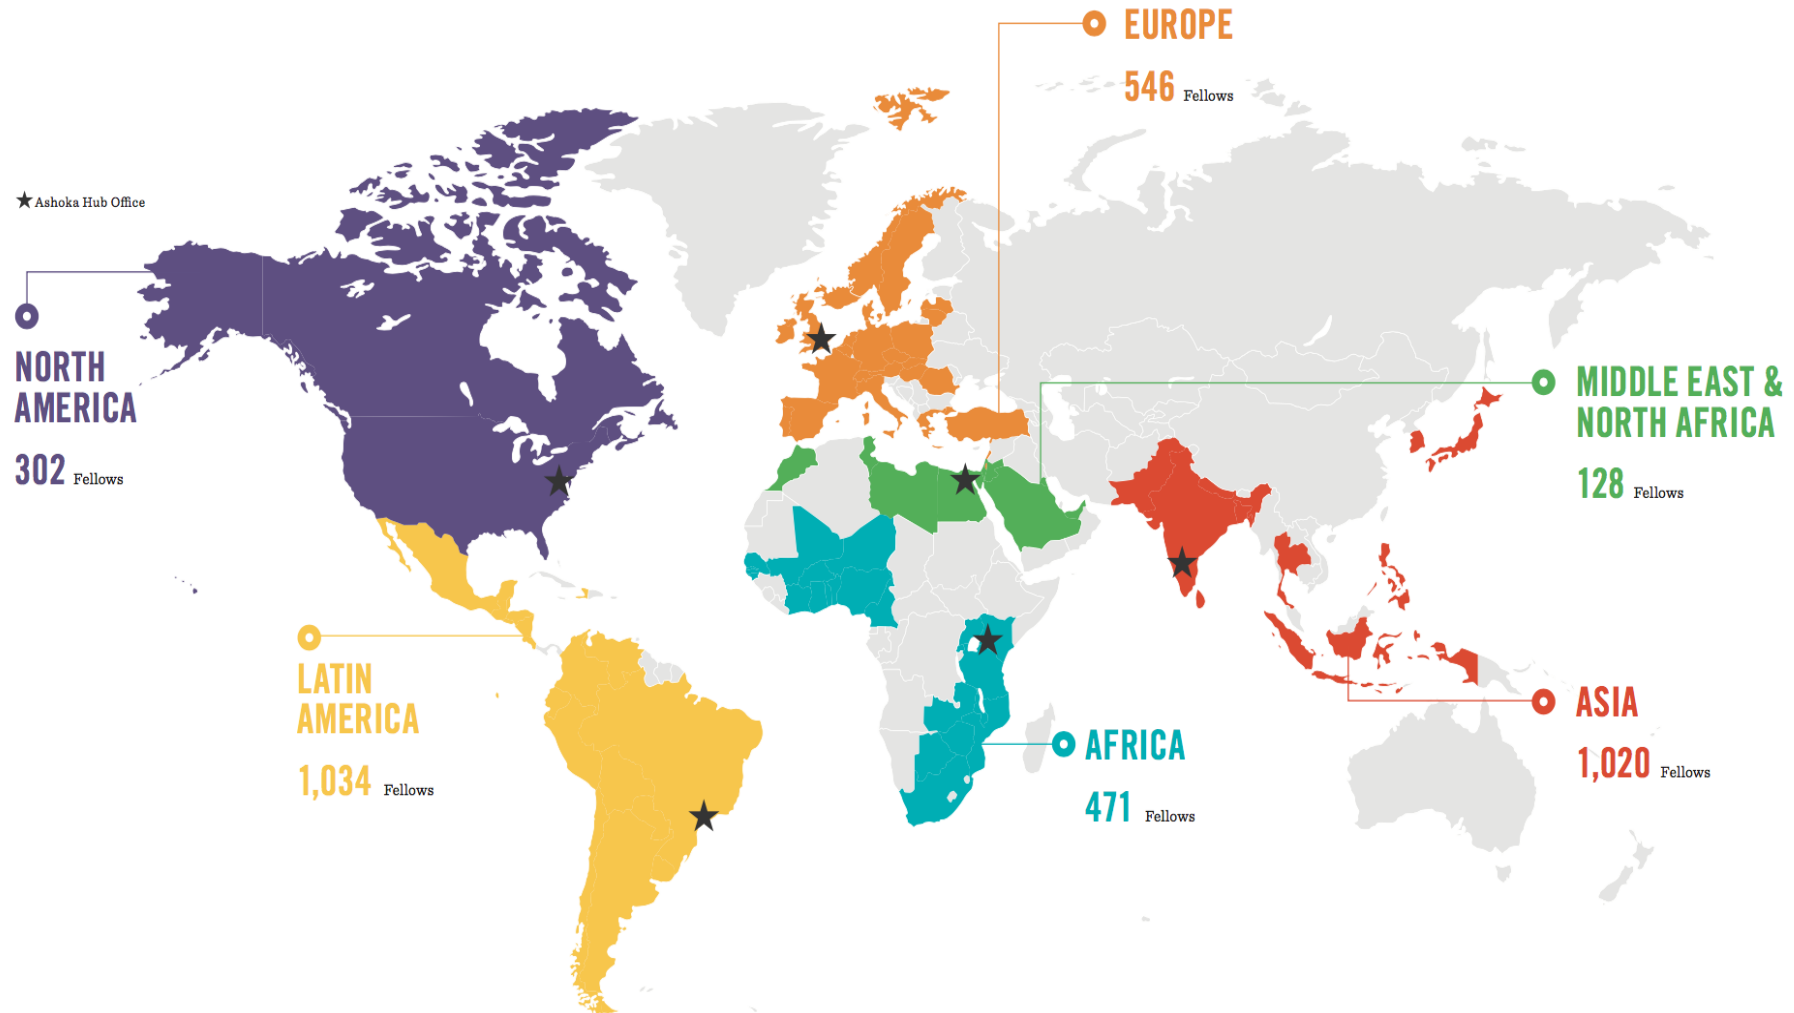 EUROPE
546 Fellows
Ashoka Hub Office
NORTH
AMERICA
302 Fellows
MIDDLE EAST &
NORTH AFRICA
128 Fellows
LATIN
AMERICA
1,034 Fellows
AFRICA
471 Fellows
ASIA
1,020 Fellows